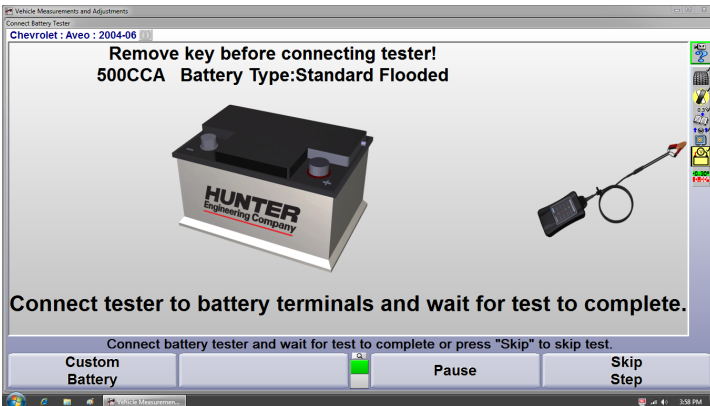 Vehicle Measurements and Adjustments
Connect Battery Tester
Chevrolet : Aveo : 2004-06
Remove key before connecting tester!
500CCA Battery Type:Standard Flooded
HUNTER
Engineering Company
Connect tester to battery terminals and wait for test to complete.
Connect battery tester and wait for test to complete or press "Skip" to skip test.
Custom
Battery
Pause
Skip
Step
Vehicle Measuremen...
3:58 PM